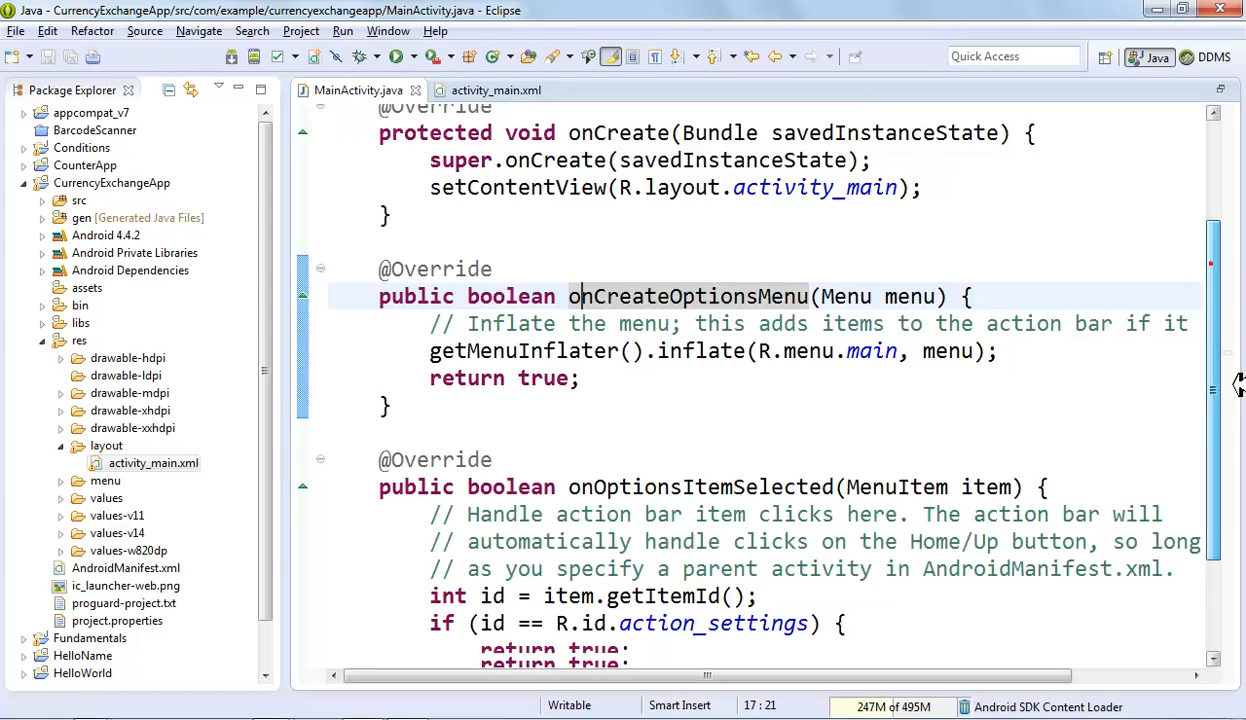 Java - CurrencyExchangeApp/src/com/example/currencyexchangeapp/MainActivity.java - Eclipse
File Edit Refactor Source Navigate Search Project Run Window Help
Quick Access
Java
DDMS
Package Explorer
MainActivity.java
activity_main.xml
appcompat_v7
BarcodeScanner
Conditions
CounterApp
CurrencyExchangeApp
src
gen [Generated Java Files]
Android 4.4.2
Android Private Libraries
Android Dependencies
assets
bin
libs
res
drawable-hdpi
drawable-ldpi
drawable-mdpi
drawable-xhdpi
drawable-xxhdpi
layout
activity_main.xml
menu
values
values-v11
values-v14
values-w820dp
AndroidManifest.xml
ic_launcher-web.png
proguard-project.txt
project.properties
Fundamentals
HelloName
HelloWorld
@Override
protected void onCreate(Bundle savedInstanceState) {
super.onCreate(savedInstanceState);
setContentView(R.layout.activity_main);
}
@Override
public boolean onCreateOptionsMenu(Menu menu) {
// Inflate the menu; this adds items to the action bar if it
getMenuInflater().inflate(R.menu.main, menu);
return true;
}
@Override
public boolean onOptionsItemSelected(MenuItem item) {
// Handle action bar item clicks here. The action bar will
// automatically handle clicks on the Home/Up button, so long
// as you specify a parent activity in AndroidManifest.xml.
int id = item.getItemId();
if (id == R.id.action_settings) {
return true;
return true;
Writable
Smart Insert
17 : 21
247M of 495M
Android SDK Content Loader